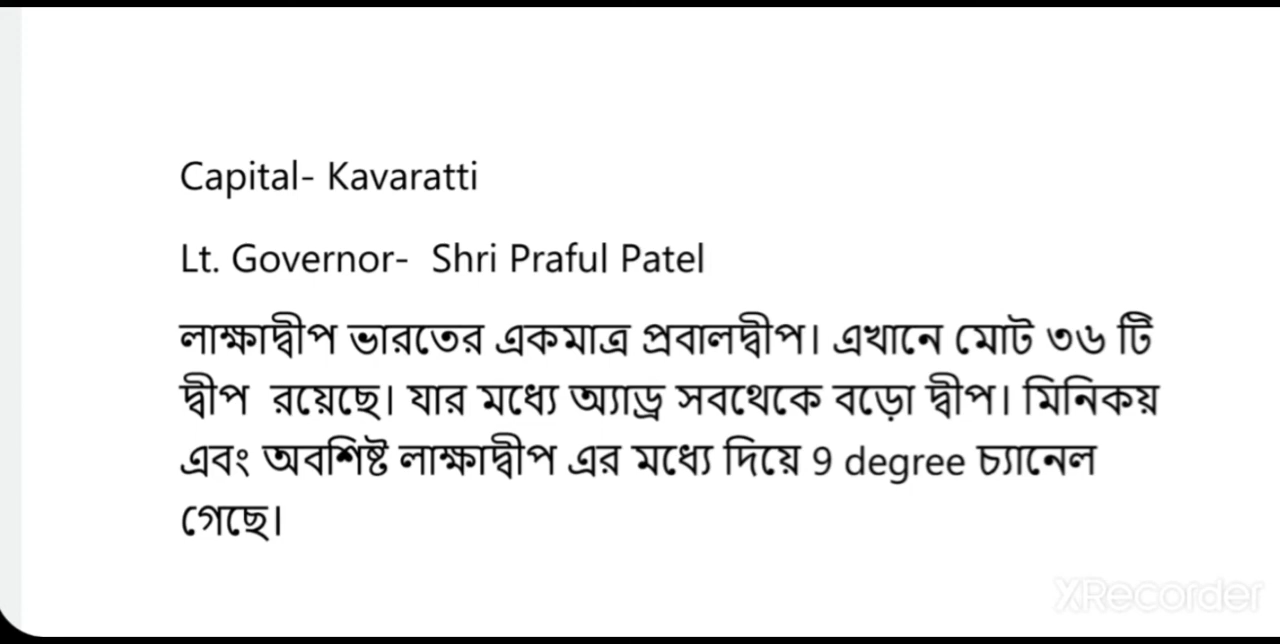 Capital- Kavaratti
Lt. Governor-  Shri Praful Patel
লাক্ষাদ্বীপ ভারতের একমাত্র প্রবালদ্বীপ। এখানে মোট ৩৬ টি
দ্বীপ  রয়েছে। যার মধ্যে অ্যাড্র সবথেকে বড়ো দ্বীপ। মিনিকয়
এবং অবশিষ্ট লাক্ষাদ্বীপ এর মধ্যে দিয়ে 9 degree চ্যানেল
গেছে।
XRecorder